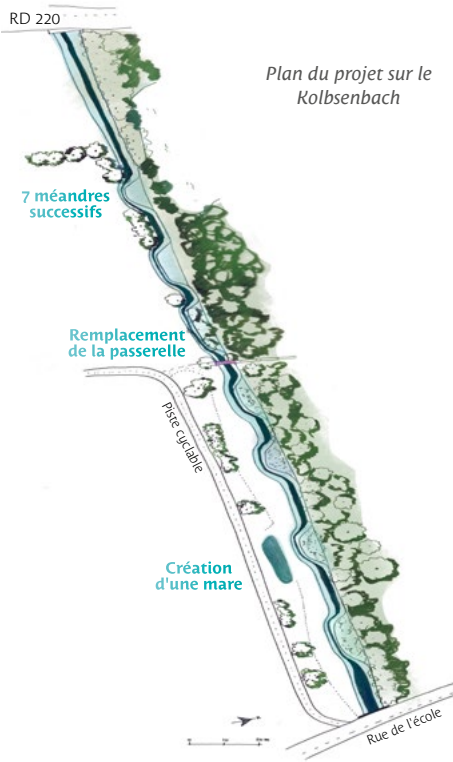 RD 220
Plan du projet sur le
Kolbsenbach
7 méandres
successifs
Remplacement
de la passerelle
Piste cyclable
Création
d'une mare
Rue de l'école